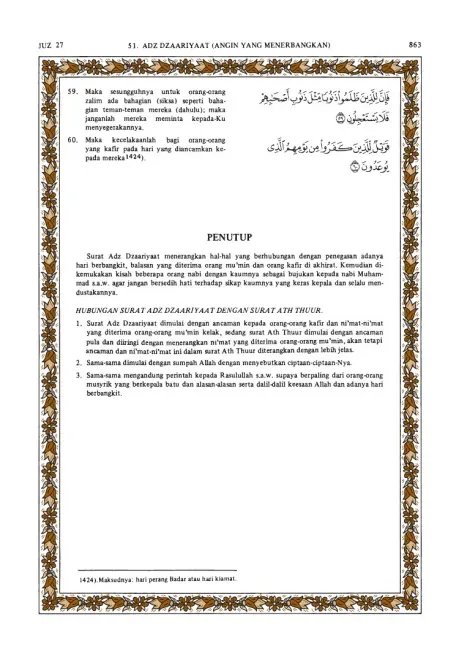 JUZ 27 51. ADZ DZAARIYAAT (ANGIN YANG MENERBANGKAN) 863
59. Maka sesungguhnya untuk orang-orang
zalim ada bahagian (siksa) seperti baha-
gian teman-teman mereka (dahulu); maka
janganlah mereka meminta kepada-Ku
menyegerakannya.
فَإِنَّ لِلَّذِينَ ظَلَمُوا ذَنُوبًا مِّثْلَ ذَنُوبِ أَصْحَٰبِهِمْ
فَلَا يَسْتَعْجِلُونِ ۝٥٩
60. Maka kecelakaanlah bagi orang-orang
yang kafir pada hari yang diancamkan ke-
pada mereka 1424).
فَوَيْلٌ لِّلَّذِينَ كَفَرُوا مِن يَوْمِهِمُ الَّذِى
يُوعَدُونَ ۝٦٠
PENUTUP
Surat Adz Dzaariyaat menerangkan hal-hal yang berhubungan dengan penegasan adanya
hari berbangkit, balasan yang diterima orang mu'min dan orang kafir di akhirat. Kemudian di-
kemukakan kisah beberapa orang nabi dengan kaumnya sebagai bujukan kepada nabi Muham-
mad s.a.w. agar jangan bersedih hati terhadap sikap kaumnya yang keras kepala dan selalu men-
dustakannya.
HUBUNGAN SURAT ADZ DZAARIYAAT DENGAN SURAT ATH THUUR.
1. Surat Adz Dzaariyaat dimulai dengan ancaman kepada orang-orang kafir dan ni'mat-ni'mat
yang diterima orang-orang mu'min kelak, sedang surat Ath Thuur dimulai dengan ancaman
pula dan diiringi dengan menerangkan ni'mat yang diterima orang-orang mu'min, akan tetapi
ancaman dan ni'mat-ni'mat ini dalam surat Ath Thuur diterangkan dengan lebih jelas.
2. Sama-sama dimulai dengan sumpah Allah dengan menyebutkan ciptaan-ciptaan-Nya.
3. Sama-sama mengandung perintah kepada Rasulullah s.a.w. supaya berpaling dari orang-orang
musyrik yang berkepala batu dan alasan-alasan serta dalil-dalil keesaan Allah dan adanya hari
berbangkit.
1424). Maksudnya: hari perang Badar atau hari kiamat.